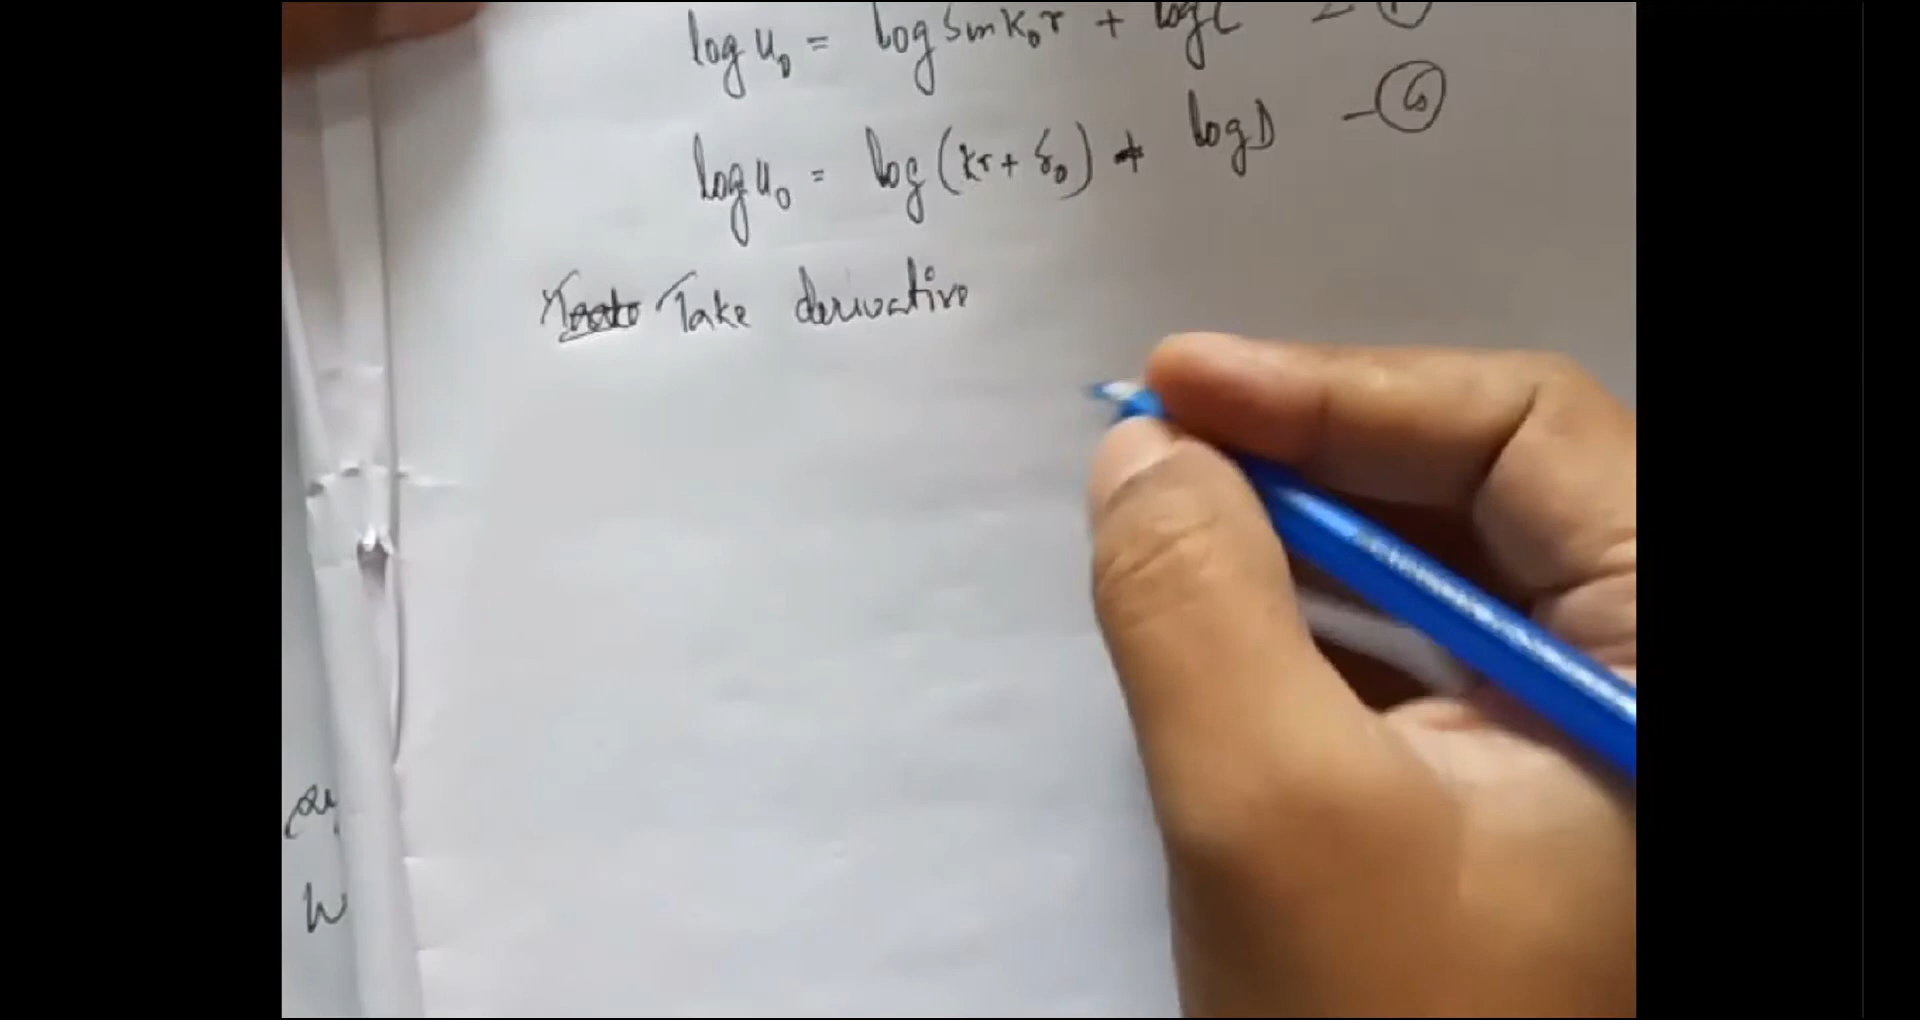 log u₀ = log Sin K₀r + log C
log u₀ = log (kr + δ₀) + log D - ⑥
Take derivative